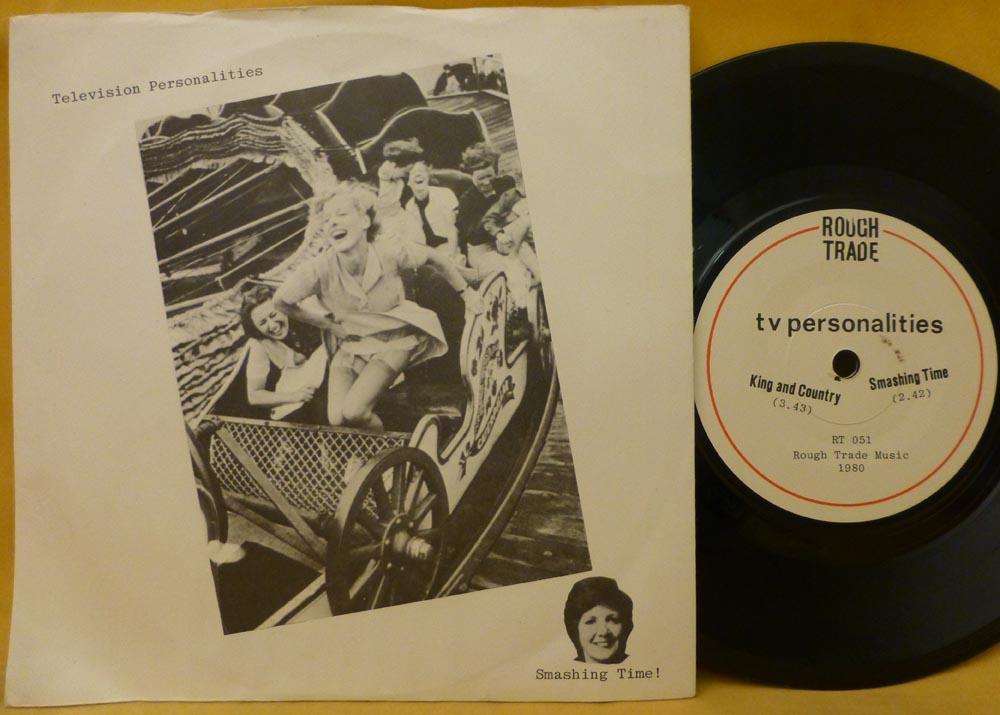 Television Personalities
Smashing Time!
ROUGH
TRADE
tv personalities
King and Country
(3.43)
Smashing Time
(2.42)
RT 051
Rough Trade Music
1980